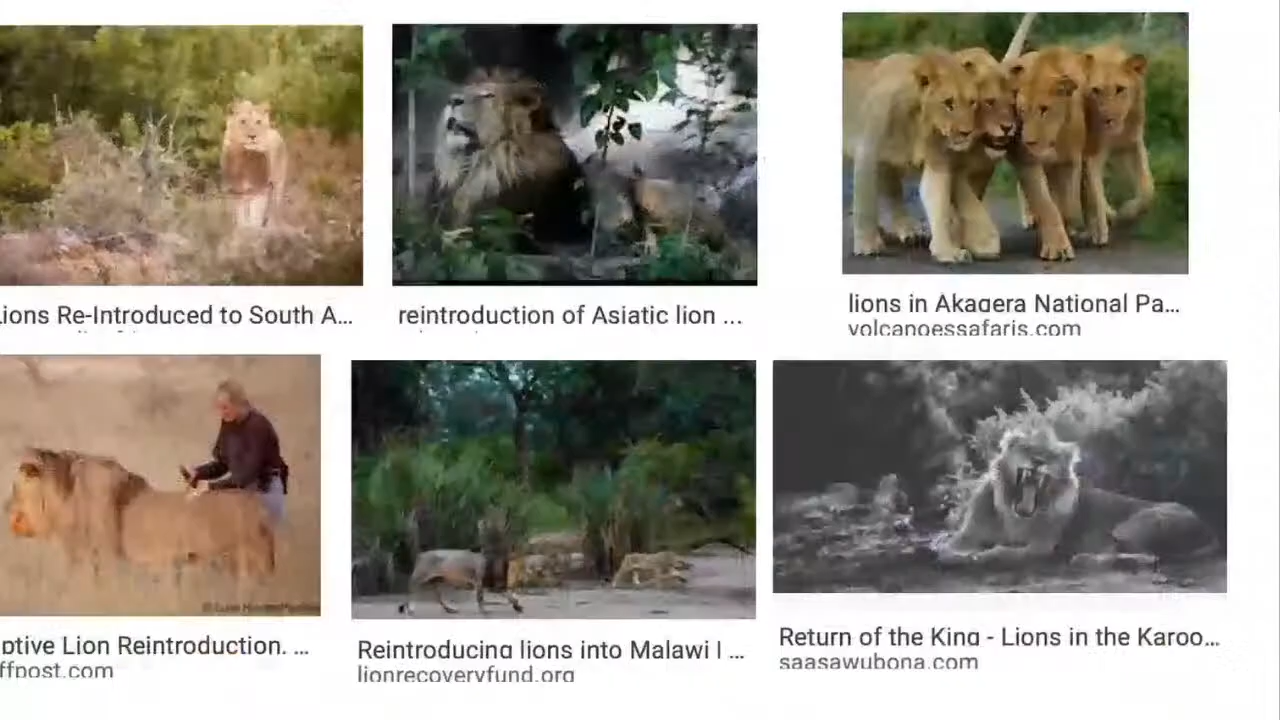 Lions Re-Introduced to South A...
reintroduction of Asiatic lion ...
lions in Akagera National Pa...
volcanoessafaris.com
ptive Lion Reintroduction. ...
ffpost.com
Reintroducing lions into Malawi | ...
lionrecoveryfund.org
Return of the King - Lions in the Karoo...
saasawubona.com